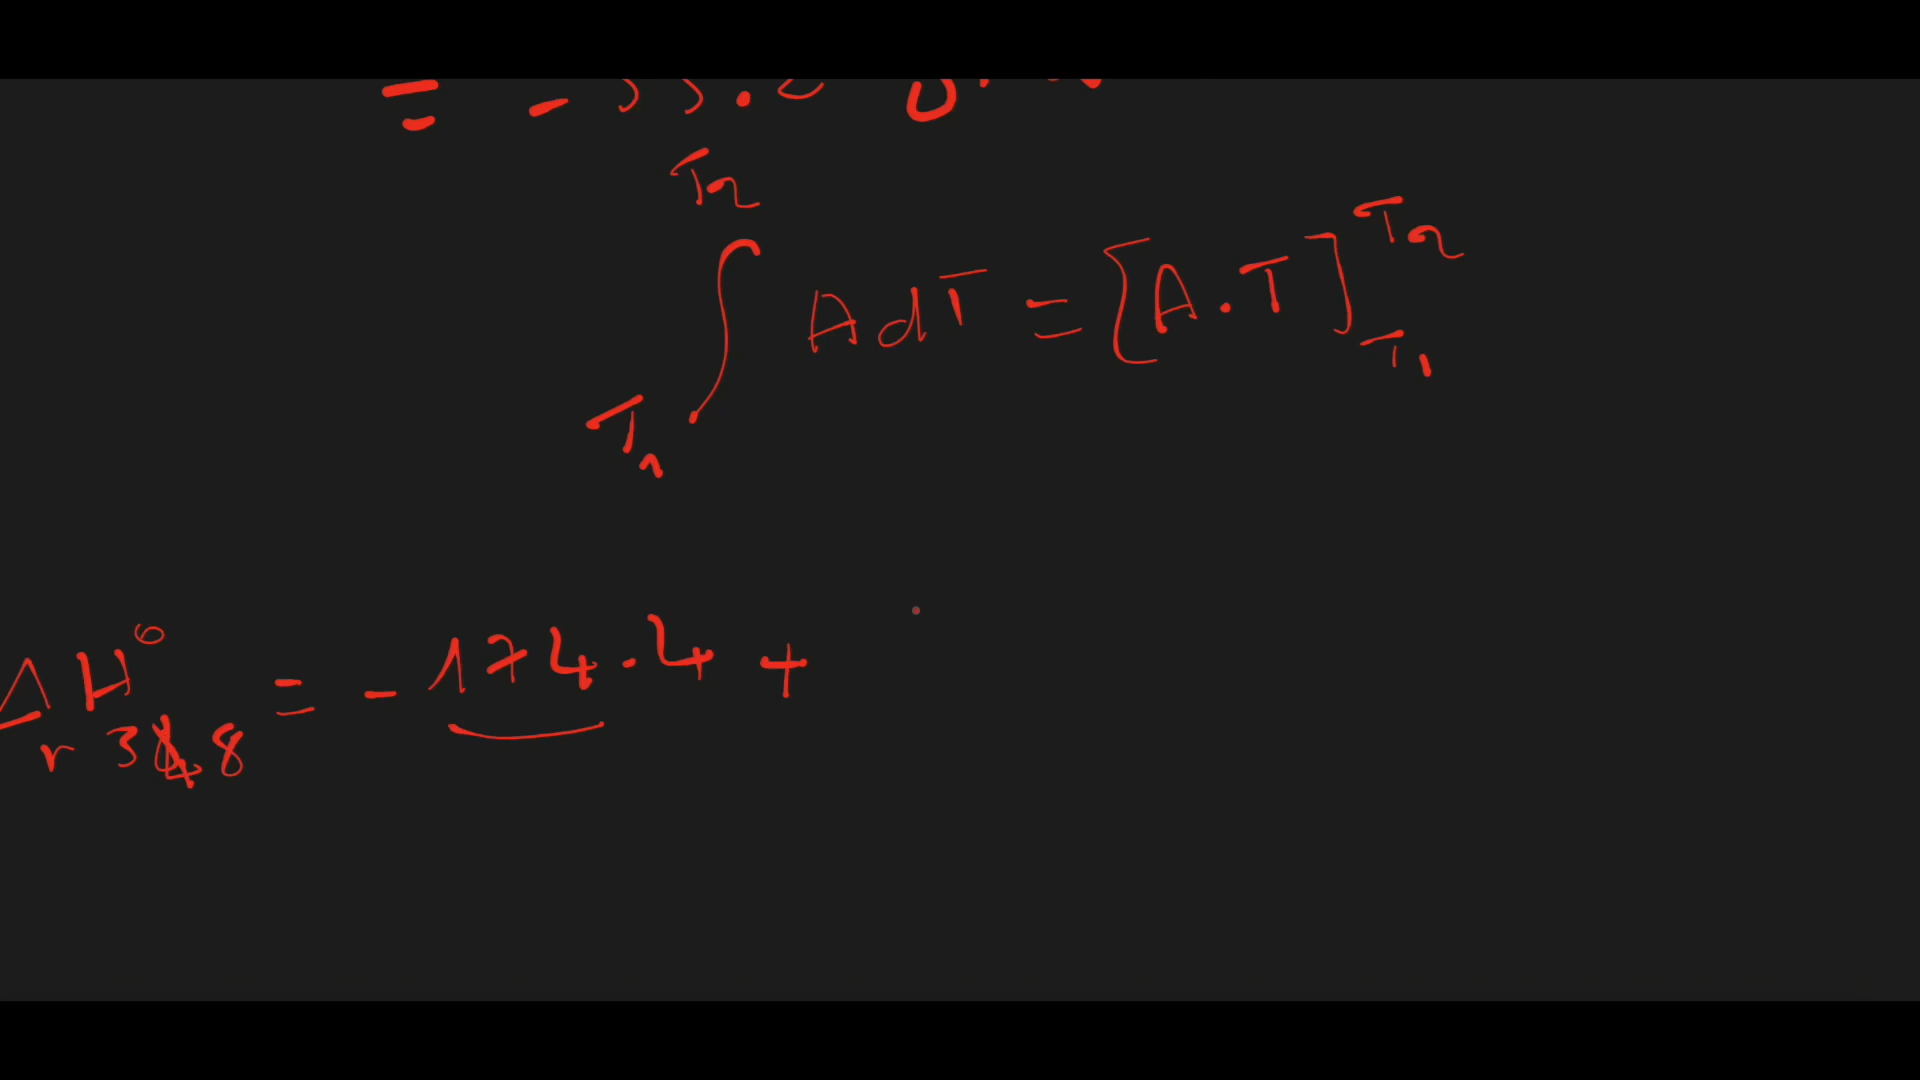 ∫_{T₁}^{T₂} A dT = [A·T]_{T₁}^{T₂}
ΔH°_{r 348} = -174.4 +